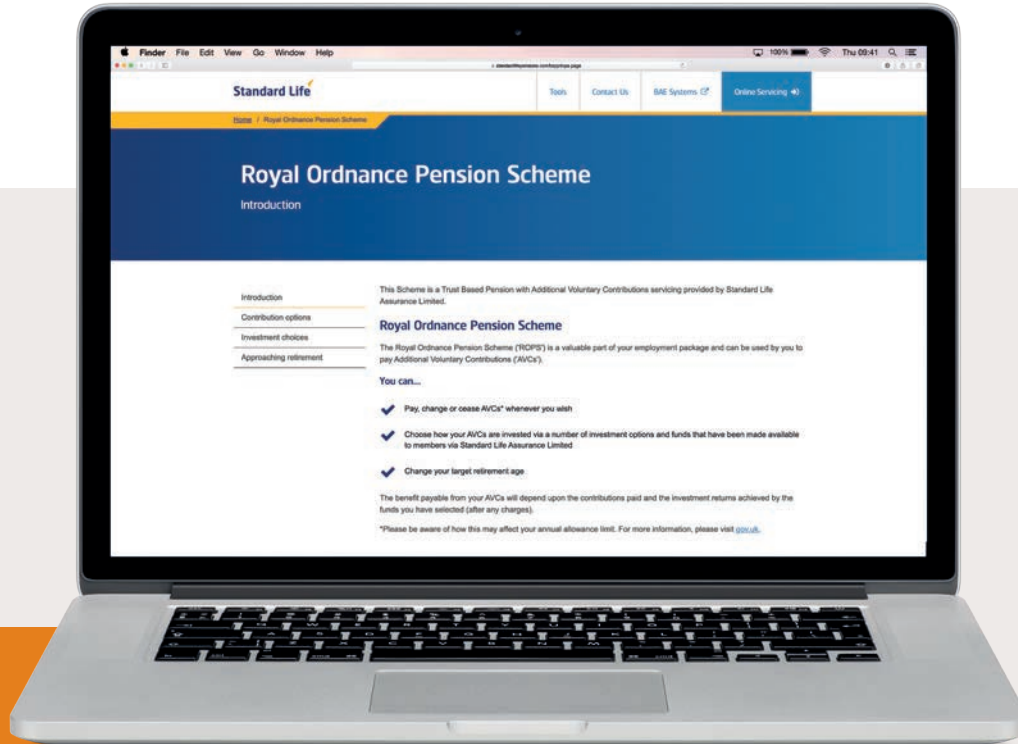 Finder File Edit View Go Window Help
100% Thu 09:41
Standard Life
Tools Contact Us BAE Systems Online Servicing
Home / Royal Ordnance Pension Scheme
Royal Ordnance Pension Scheme
Introduction
Introduction
Contribution options
Investment choices
Approaching retirement
This Scheme is a Trust Based Pension with Additional Voluntary Contributions servicing provided by Standard Life
Assurance Limited.
Royal Ordnance Pension Scheme
The Royal Ordnance Pension Scheme ('ROPS') is a valuable part of your employment package and can be used by you to
pay Additional Voluntary Contributions ('AVCs').
You can...
Pay, change or cease AVCs* whenever you wish
Choose how your AVCs are invested via a number of investment options and funds that have been made available
to members via Standard Life Assurance Limited
Change your target retirement age
The benefit payable from your AVCs will depend upon the contributions paid and the investment returns achieved by the
funds you have selected (after any charges).
*Please be aware of how this may affect your annual allowance limit. For more information, please visit gov.uk.